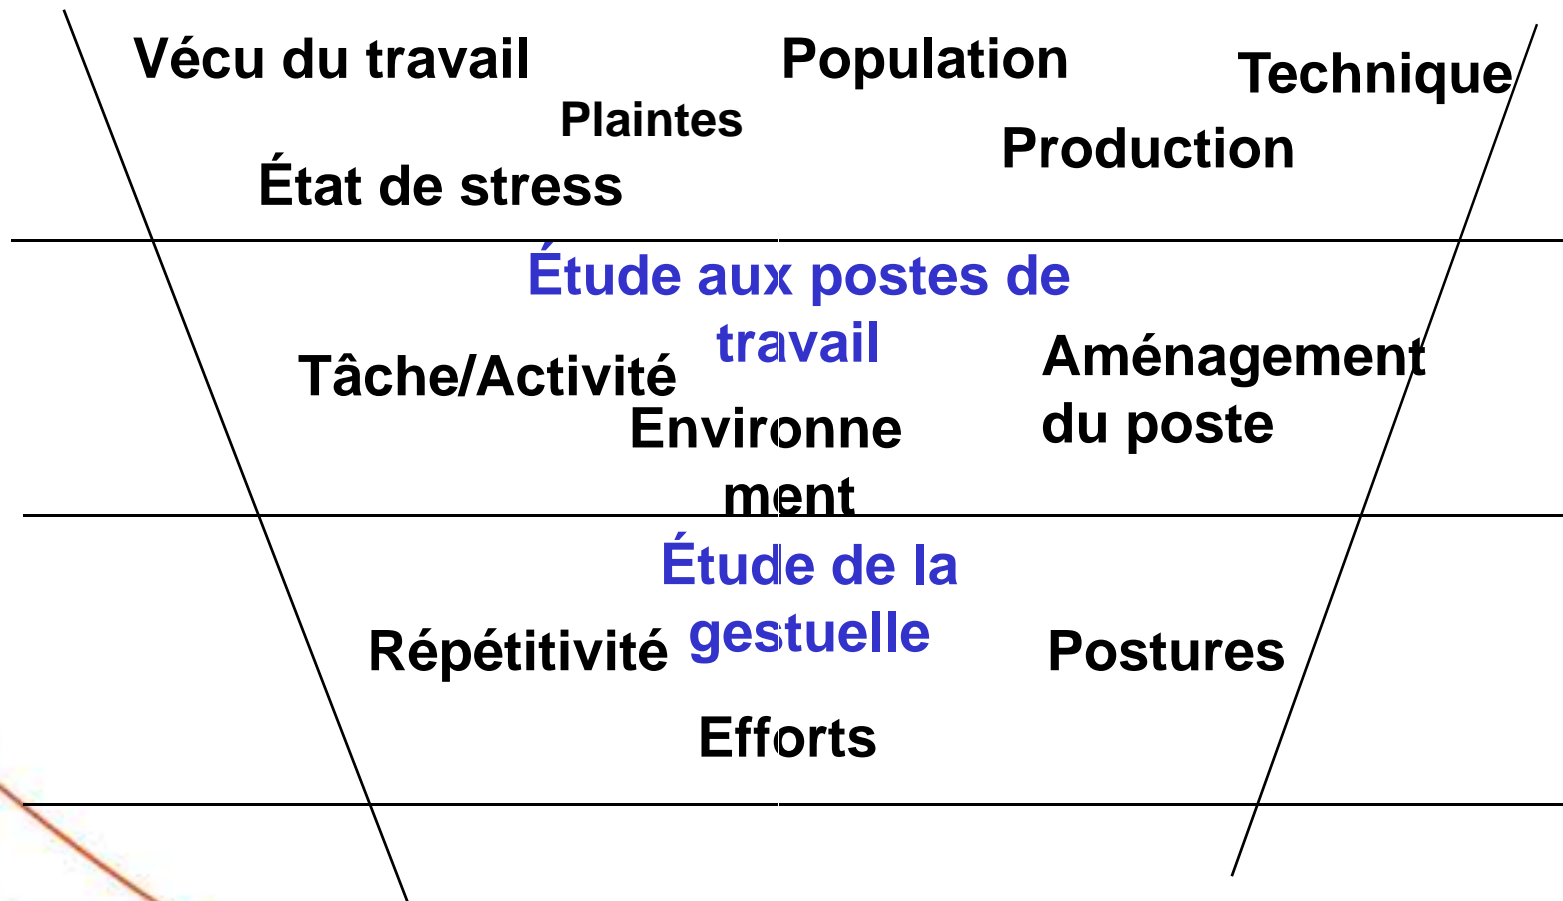 Vécu du travail
Population
Technique
Plaintes
Production
État de stress
Étude aux postes de
travail
Tâche/Activité
Aménagement
du poste
Environne
ment
Étude de la
gestuelle
Répétitivité
Postures
Efforts